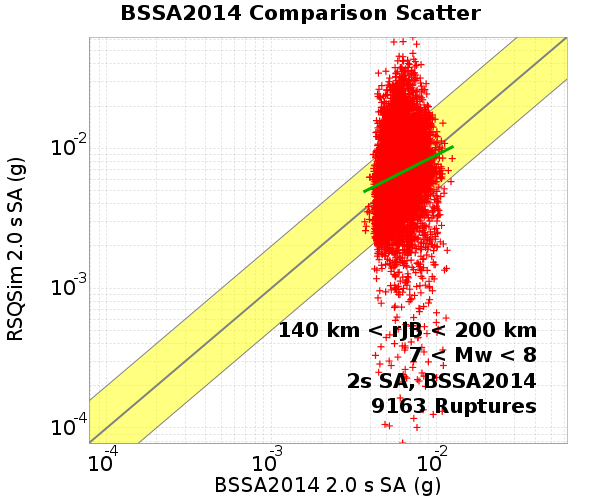 BSSA2014 Comparison Scatter
RSQSim 2.0 s SA (g)
10-2
10-3
10-4
140 km < rJB < 200 km
7 < Mw < 8
2s SA, BSSA2014
9163 Ruptures
10-4 10-3 10-2
BSSA2014 2.0 s SA (g)